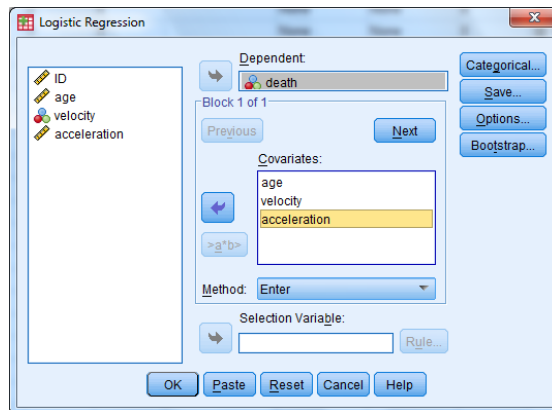 Logistic Regression
ID
age
velocity
acceleration
Dependent:
death
Block 1 of 1
Previous
Next
Covariates:
age
velocity
acceleration
>a*b>
Method:
Enter
Selection Variable:
Rule...
Categorical...
Save...
Options...
Bootstrap...
OK
Paste
Reset
Cancel
Help